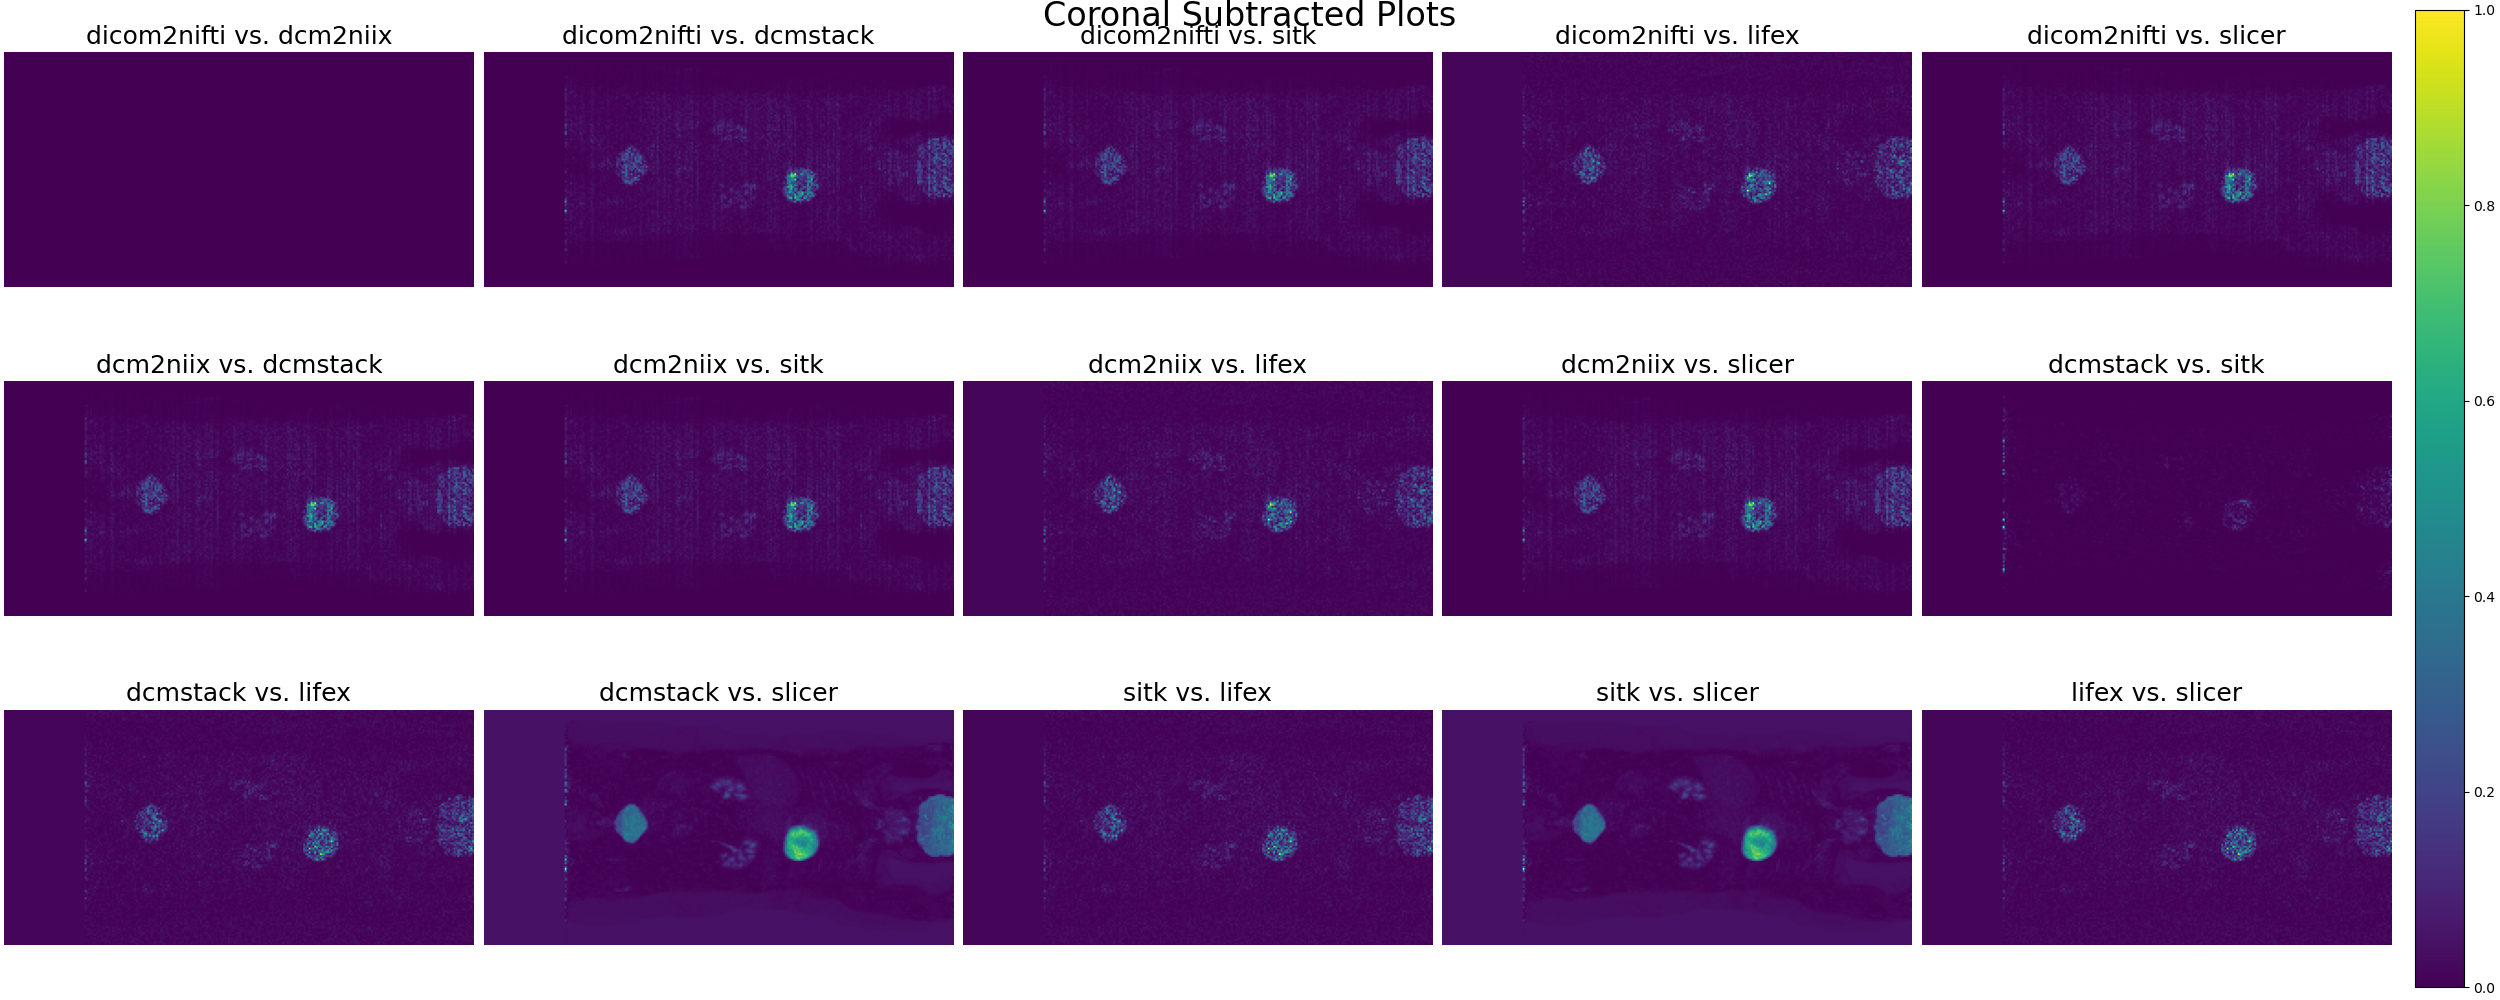 Coronal Subtracted Plots
dicom2nifti vs. dcm2niix
dicom2nifti vs. dcmstack
dicom2nifti vs. sitk
dicom2nifti vs. lifex
dicom2nifti vs. slicer
dcm2niix vs. dcmstack
dcm2niix vs. sitk
dcm2niix vs. lifex
dcm2niix vs. slicer
dcmstack vs. sitk
dcmstack vs. lifex
dcmstack vs. slicer
sitk vs. lifex
sitk vs. slicer
lifex vs. slicer
1.0
0.8
0.6
0.4
0.2
0.0